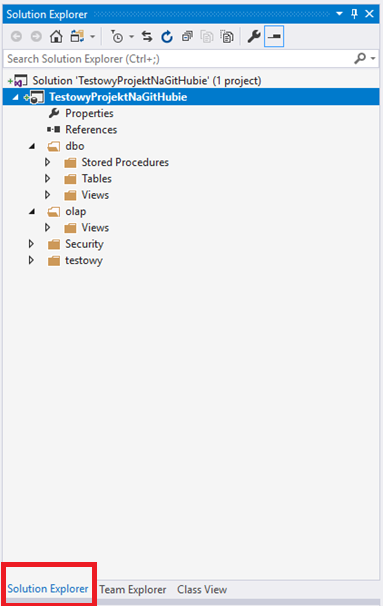 Solution Explorer
Search Solution Explorer (Ctrl+;)
Solution 'TestowyProjektNaGitHubie' (1 project)
TestowyProjektNaGitHubie
Properties
References
dbo
Stored Procedures
Tables
Views
olap
Views
Security
testowy
Solution Explorer Team Explorer Class View